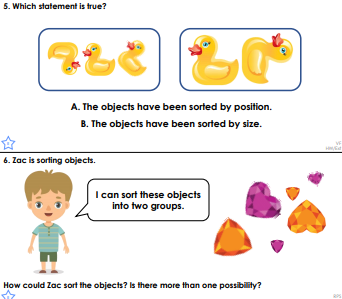 5. Which statement is true?
A. The objects have been sorted by position.
B. The objects have been sorted by size.
6. Zac is sorting objects.
I can sort these objects
into two groups.
How could Zac sort the objects? Is there more than one possibility?